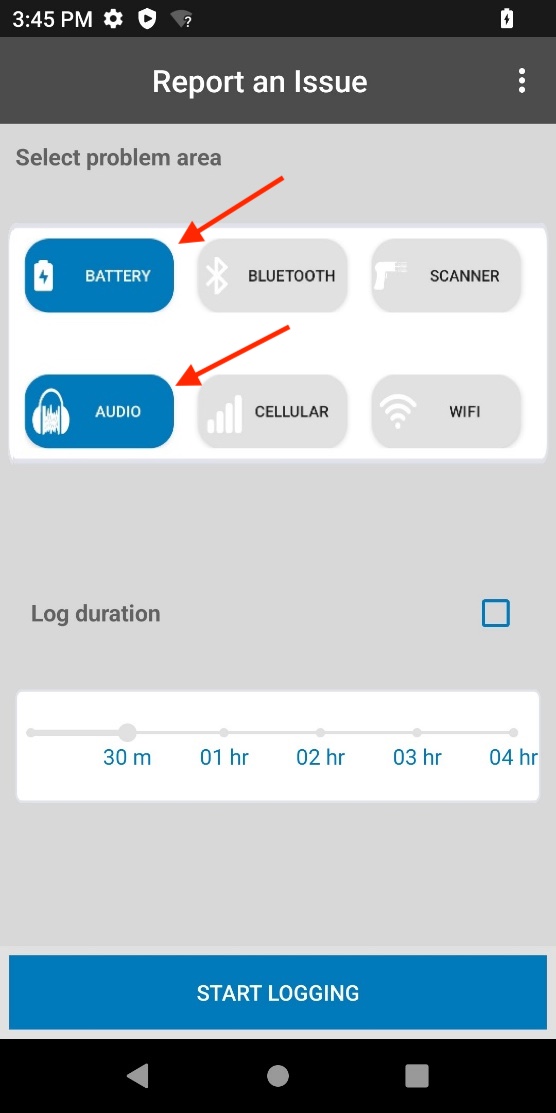 3:45 PM ?
Report an Issue
Select problem area
BATTERY BLUETOOTH SCANNER
AUDIO CELLULAR WIFI
Log duration
30 m 01 hr 02 hr 03 hr 04 hr
START LOGGING